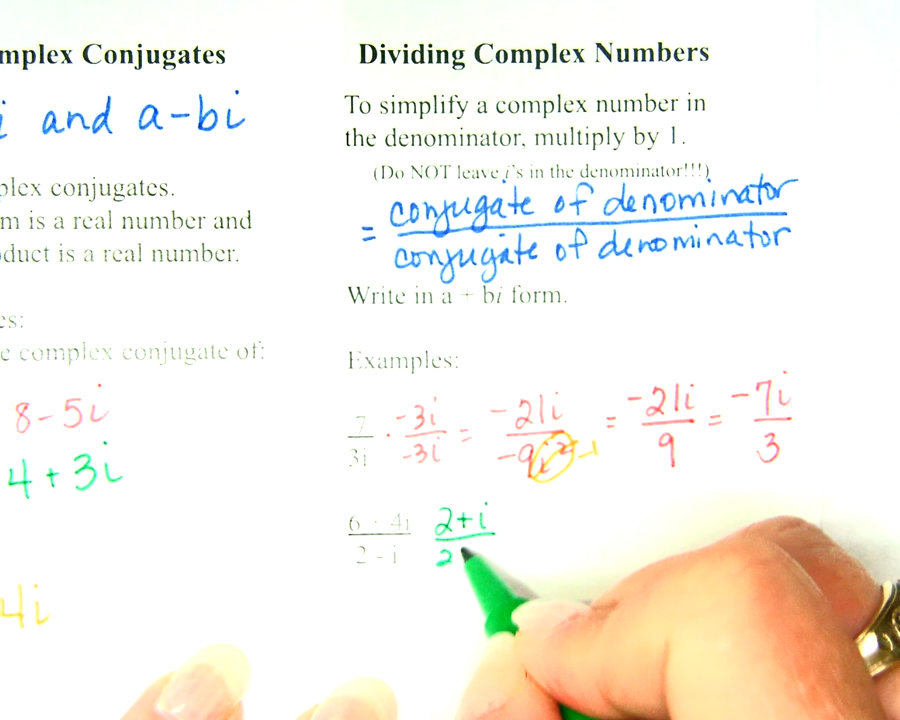 mplex Conjugates
i and a-bi
plex conjugates.
m is a real number and
duct is a real number.
es:
e complex conjugate of:
8-5i
4+3i
4i
Dividing Complex Numbers
To simplify a complex number in
the denominator, multiply by 1.
(Do NOT leave i's in the denominator!!!)
= conjugate of denominator
conjugate of denominator
Write in a + bi form.
Examples:
7/3i · -3i/-3i = -21i/-9i² -1 = -21i/9 = -7i/3
2+i
2 - i 2